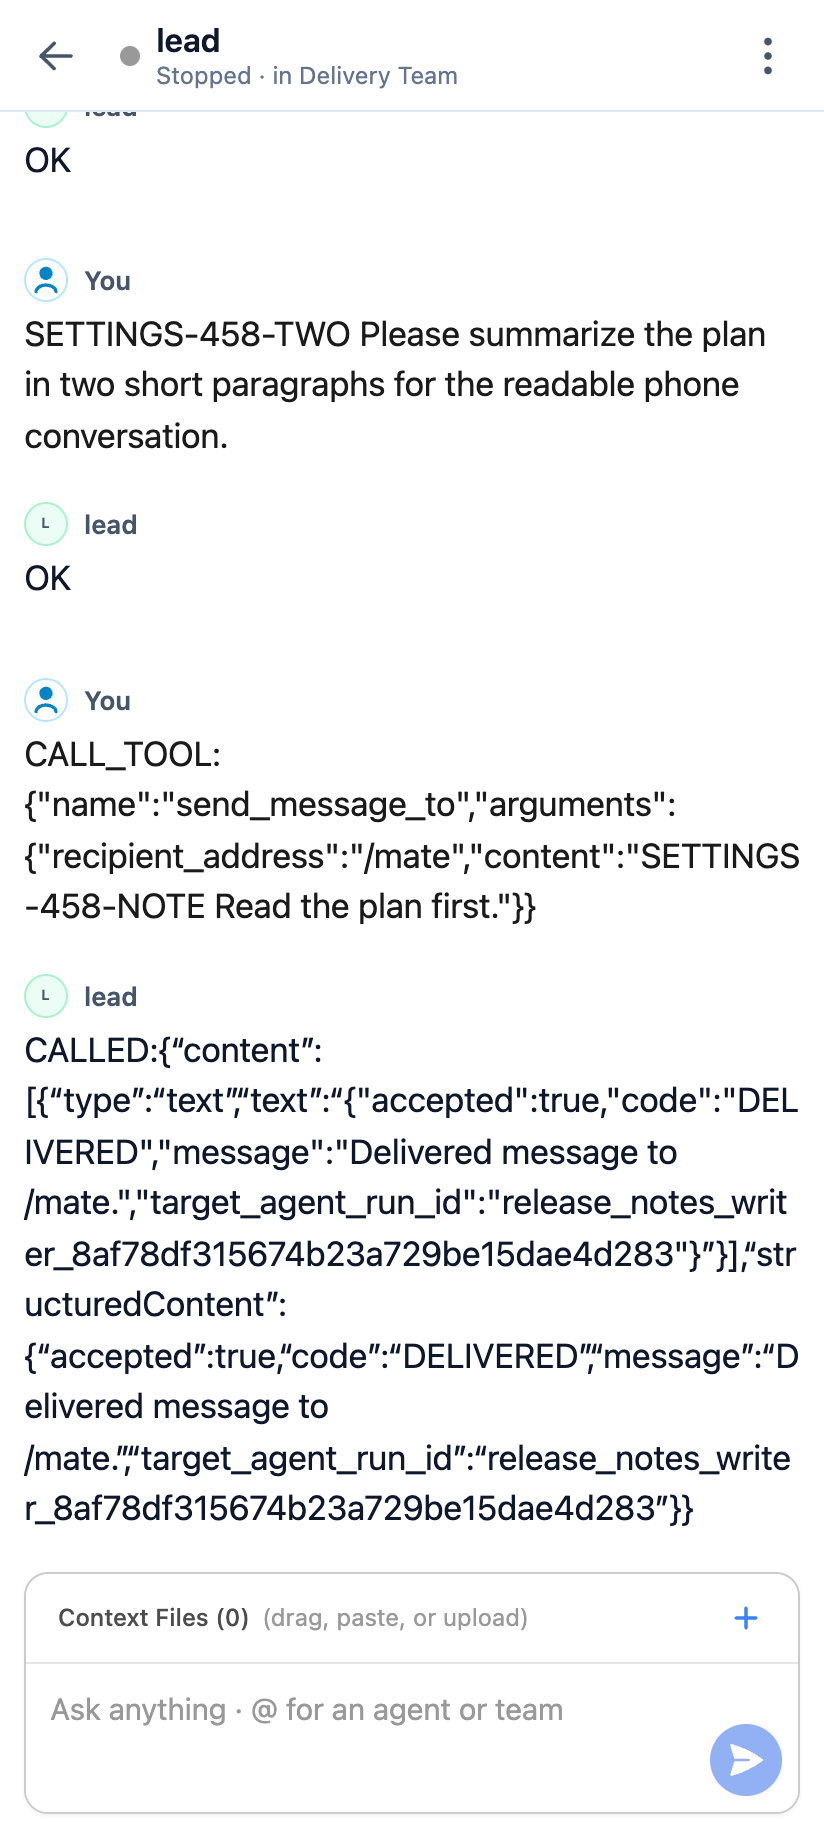 lead
Stopped · in Delivery Team
lead
OK
You
SETTINGS-458-TWO Please summarize the plan
in two short paragraphs for the readable phone
conversation.
L lead
OK
You
CALL_TOOL:
{"name":"send_message_to","arguments":
{"recipient_address":"/mate","content":"SETTINGS
-458-NOTE Read the plan first."}}
L lead
CALLED:{“content”:
[{“type”:“text”,“text”:“{"accepted":true,"code":"DEL
IVERED","message":"Delivered message to
/mate.","target_agent_run_id":"release_notes_writ
er_8af78df315674b23a729be15dae4d283"}”}],“str
ucturedContent”:
{“accepted”:true,“code”:“DELIVERED”,“message”:“D
elivered message to
/mate.”,“target_agent_run_id”:“release_notes_write
r_8af78df315674b23a729be15dae4d283”}}
Context Files (0) (drag, paste, or upload)
Ask anything · @ for an agent or team